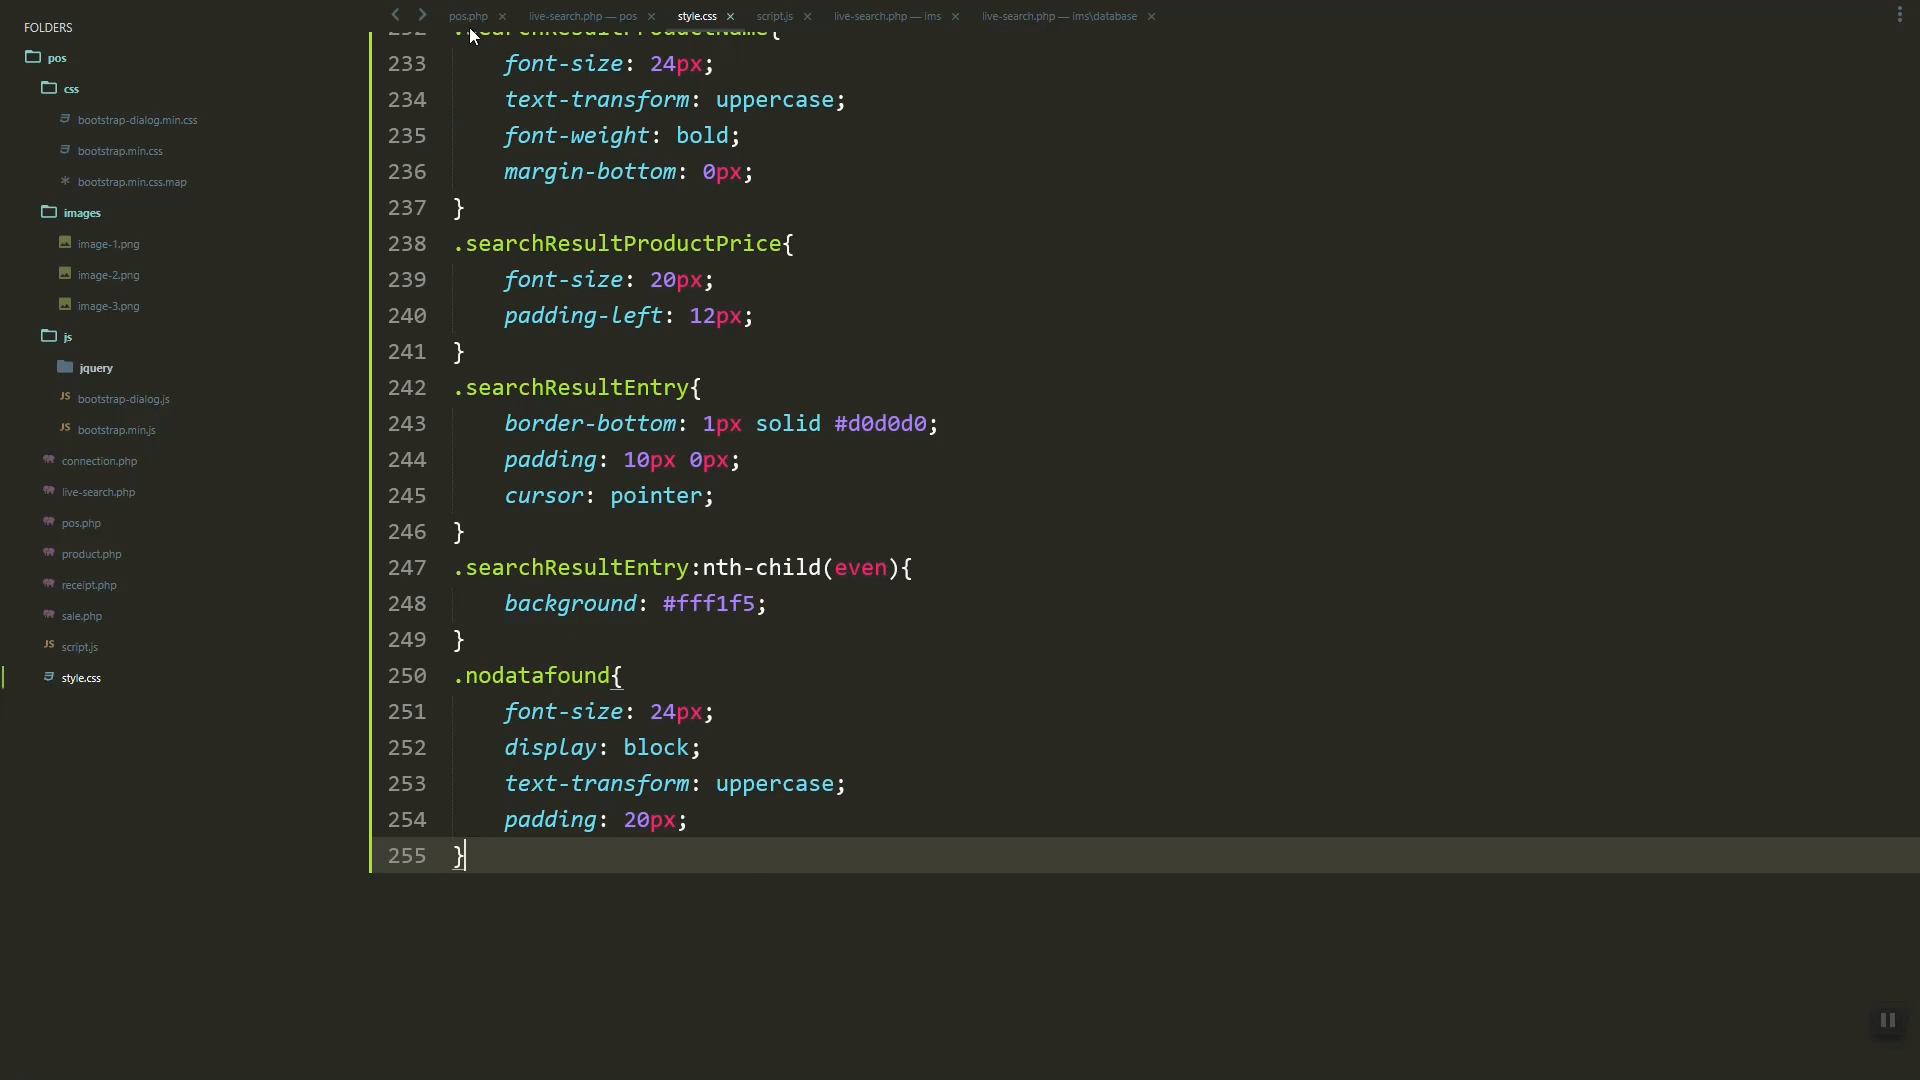 FOLDERS
pos
css
bootstrap-dialog.min.css
bootstrap.min.css
bootstrap.min.css.map
images
image-1.png
image-2.png
image-3.png
js
jquery
JS bootstrap-dialog.js
JS bootstrap.min.js
connection.php
live-search.php
pos.php
product.php
receipt.php
sale.php
JS script.js
style.css
pos.php × live-search.php — pos × style.css × script.js × live-search.php — ims × live-search.php — ims\database ×
232 .searchResultProductName{
233 font-size: 24px;
234 text-transform: uppercase;
235 font-weight: bold;
236 margin-bottom: 0px;
237 }
238 .searchResultProductPrice{
239 font-size: 20px;
240 padding-left: 12px;
241 }
242 .searchResultEntry{
243 border-bottom: 1px solid #d0d0d0;
244 padding: 10px 0px;
245 cursor: pointer;
246 }
247 .searchResultEntry:nth-child(even){
248 background: #fff1f5;
249 }
250 .nodatafound{
251 font-size: 24px;
252 display: block;
253 text-transform: uppercase;
254 padding: 20px;
255 }